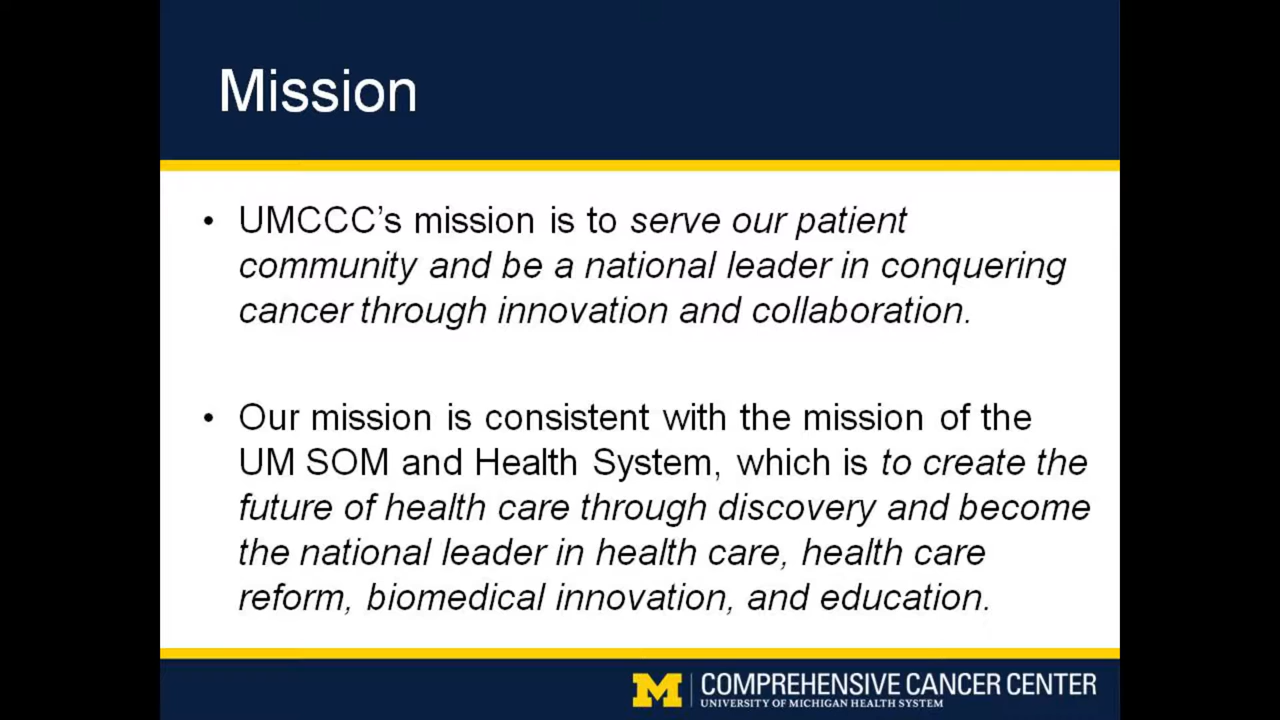 Mission
• UMCCC's mission is to serve our patient
community and be a national leader in conquering
cancer through innovation and collaboration.
• Our mission is consistent with the mission of the
UM SOM and Health System, which is to create the
future of health care through discovery and become
the national leader in health care, health care
reform, biomedical innovation, and education.
M | COMPREHENSIVE CANCER CENTER
UNIVERSITY OF MICHIGAN HEALTH SYSTEM